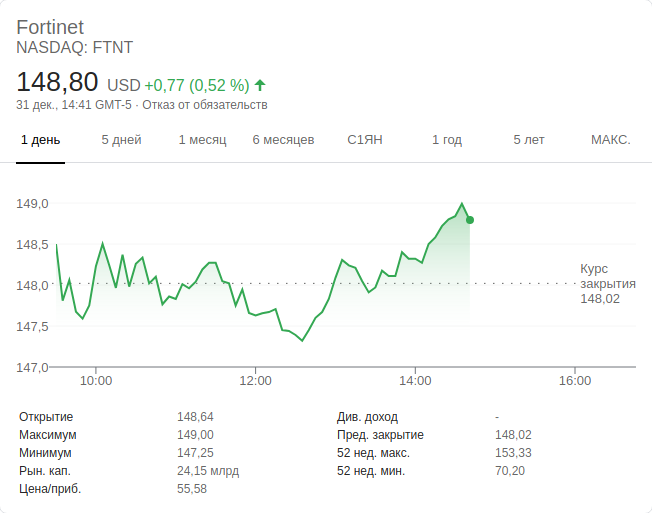 Fortinet
NASDAQ: FTNT
148,80 USD +0,77 (0,52 %)
31 дек., 14:41 GMT-5 · Отказ от обязательств
1 день 5 дней 1 месяц 6 месяцев С1ЯН 1 год 5 лет МАКС.
149,0
148,5
148,0
147,5
147,0
Курс
закрытия
148,02
10:00 12:00 14:00 16:00
Открытие 148,64 Див. доход -
Максимум 149,00 Пред. закрытие 148,02
Минимум 147,25 52 нед. макс. 153,33
Рын. кап. 24,15 млрд 52 нед. мин. 70,20
Цена/приб. 55,58